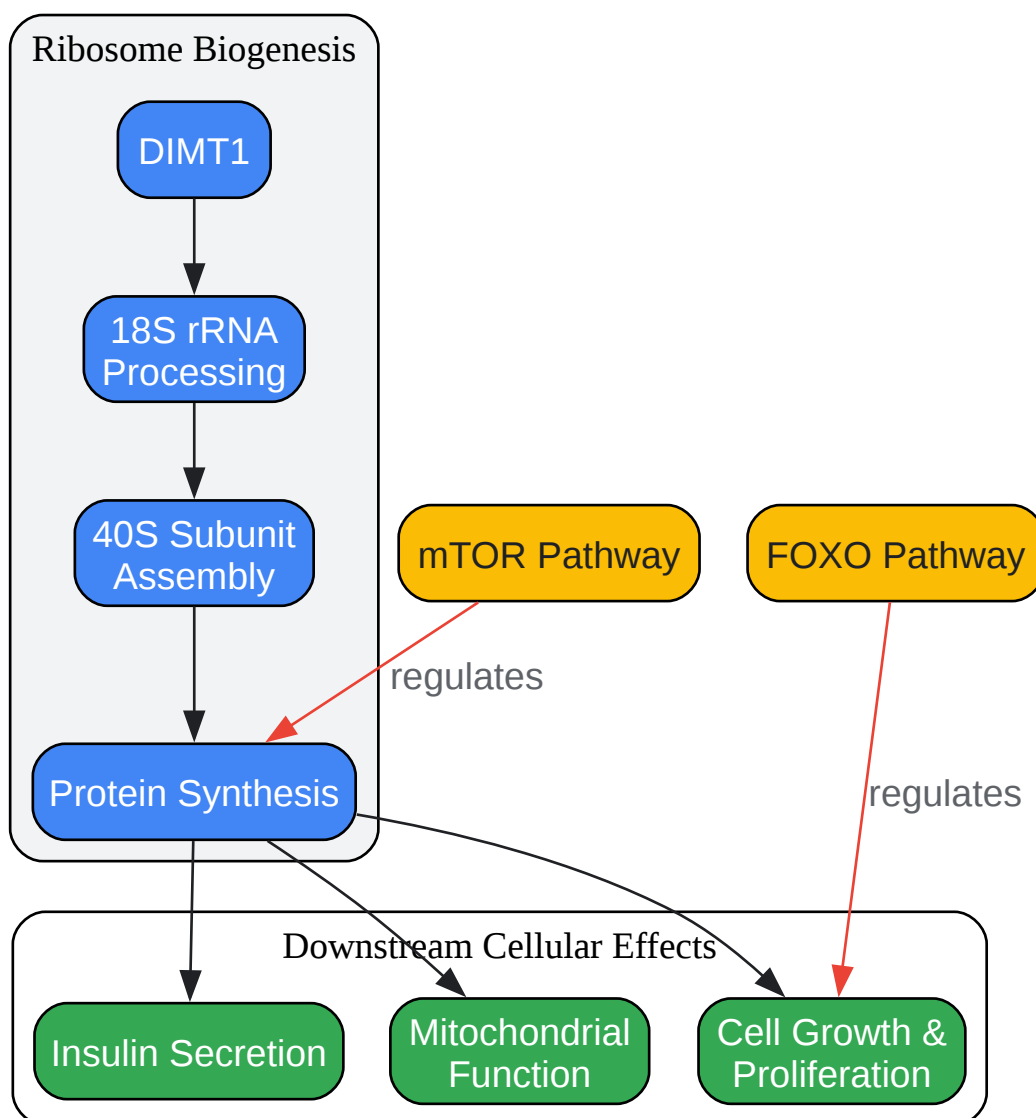 Ribosome Biogenesis
DIMT1
18S rRNA
Processing
40S Subunit
Assembly
mTOR Pathway
FOXO Pathway
regulates
Protein Synthesis
regulates
Downstream Cellular Effects
Insulin Secretion
Mitochondrial
Function
Cell Growth &
Proliferation